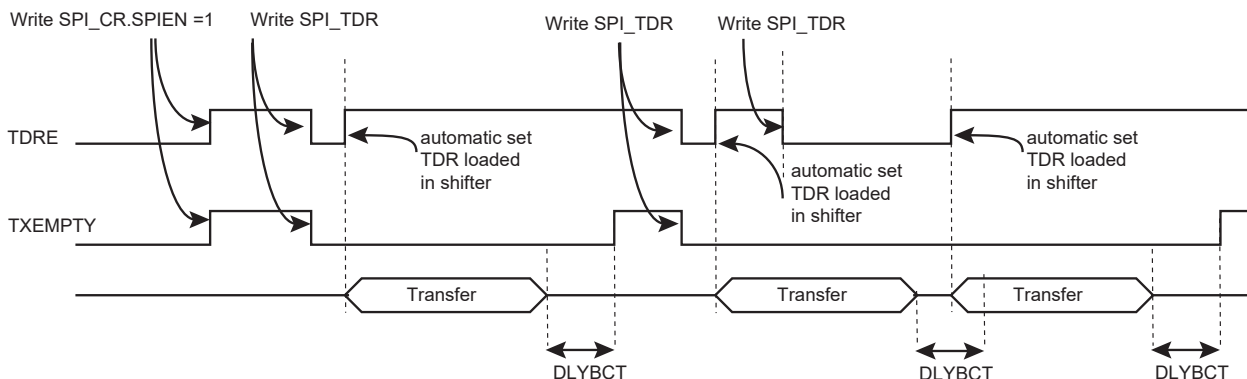 Write SPI_CR.SPIEN =1
Write SPI_TDR
Write SPI_TDR
Write SPI_TDR
TDRE
automatic set
TDR loaded
in shifter
automatic set
TDR loaded
in shifter
automatic set
TDR loaded
in shifter
TXEMPTY
Transfer
Transfer
Transfer
DLYBCT
DLYBCT
DLYBCT